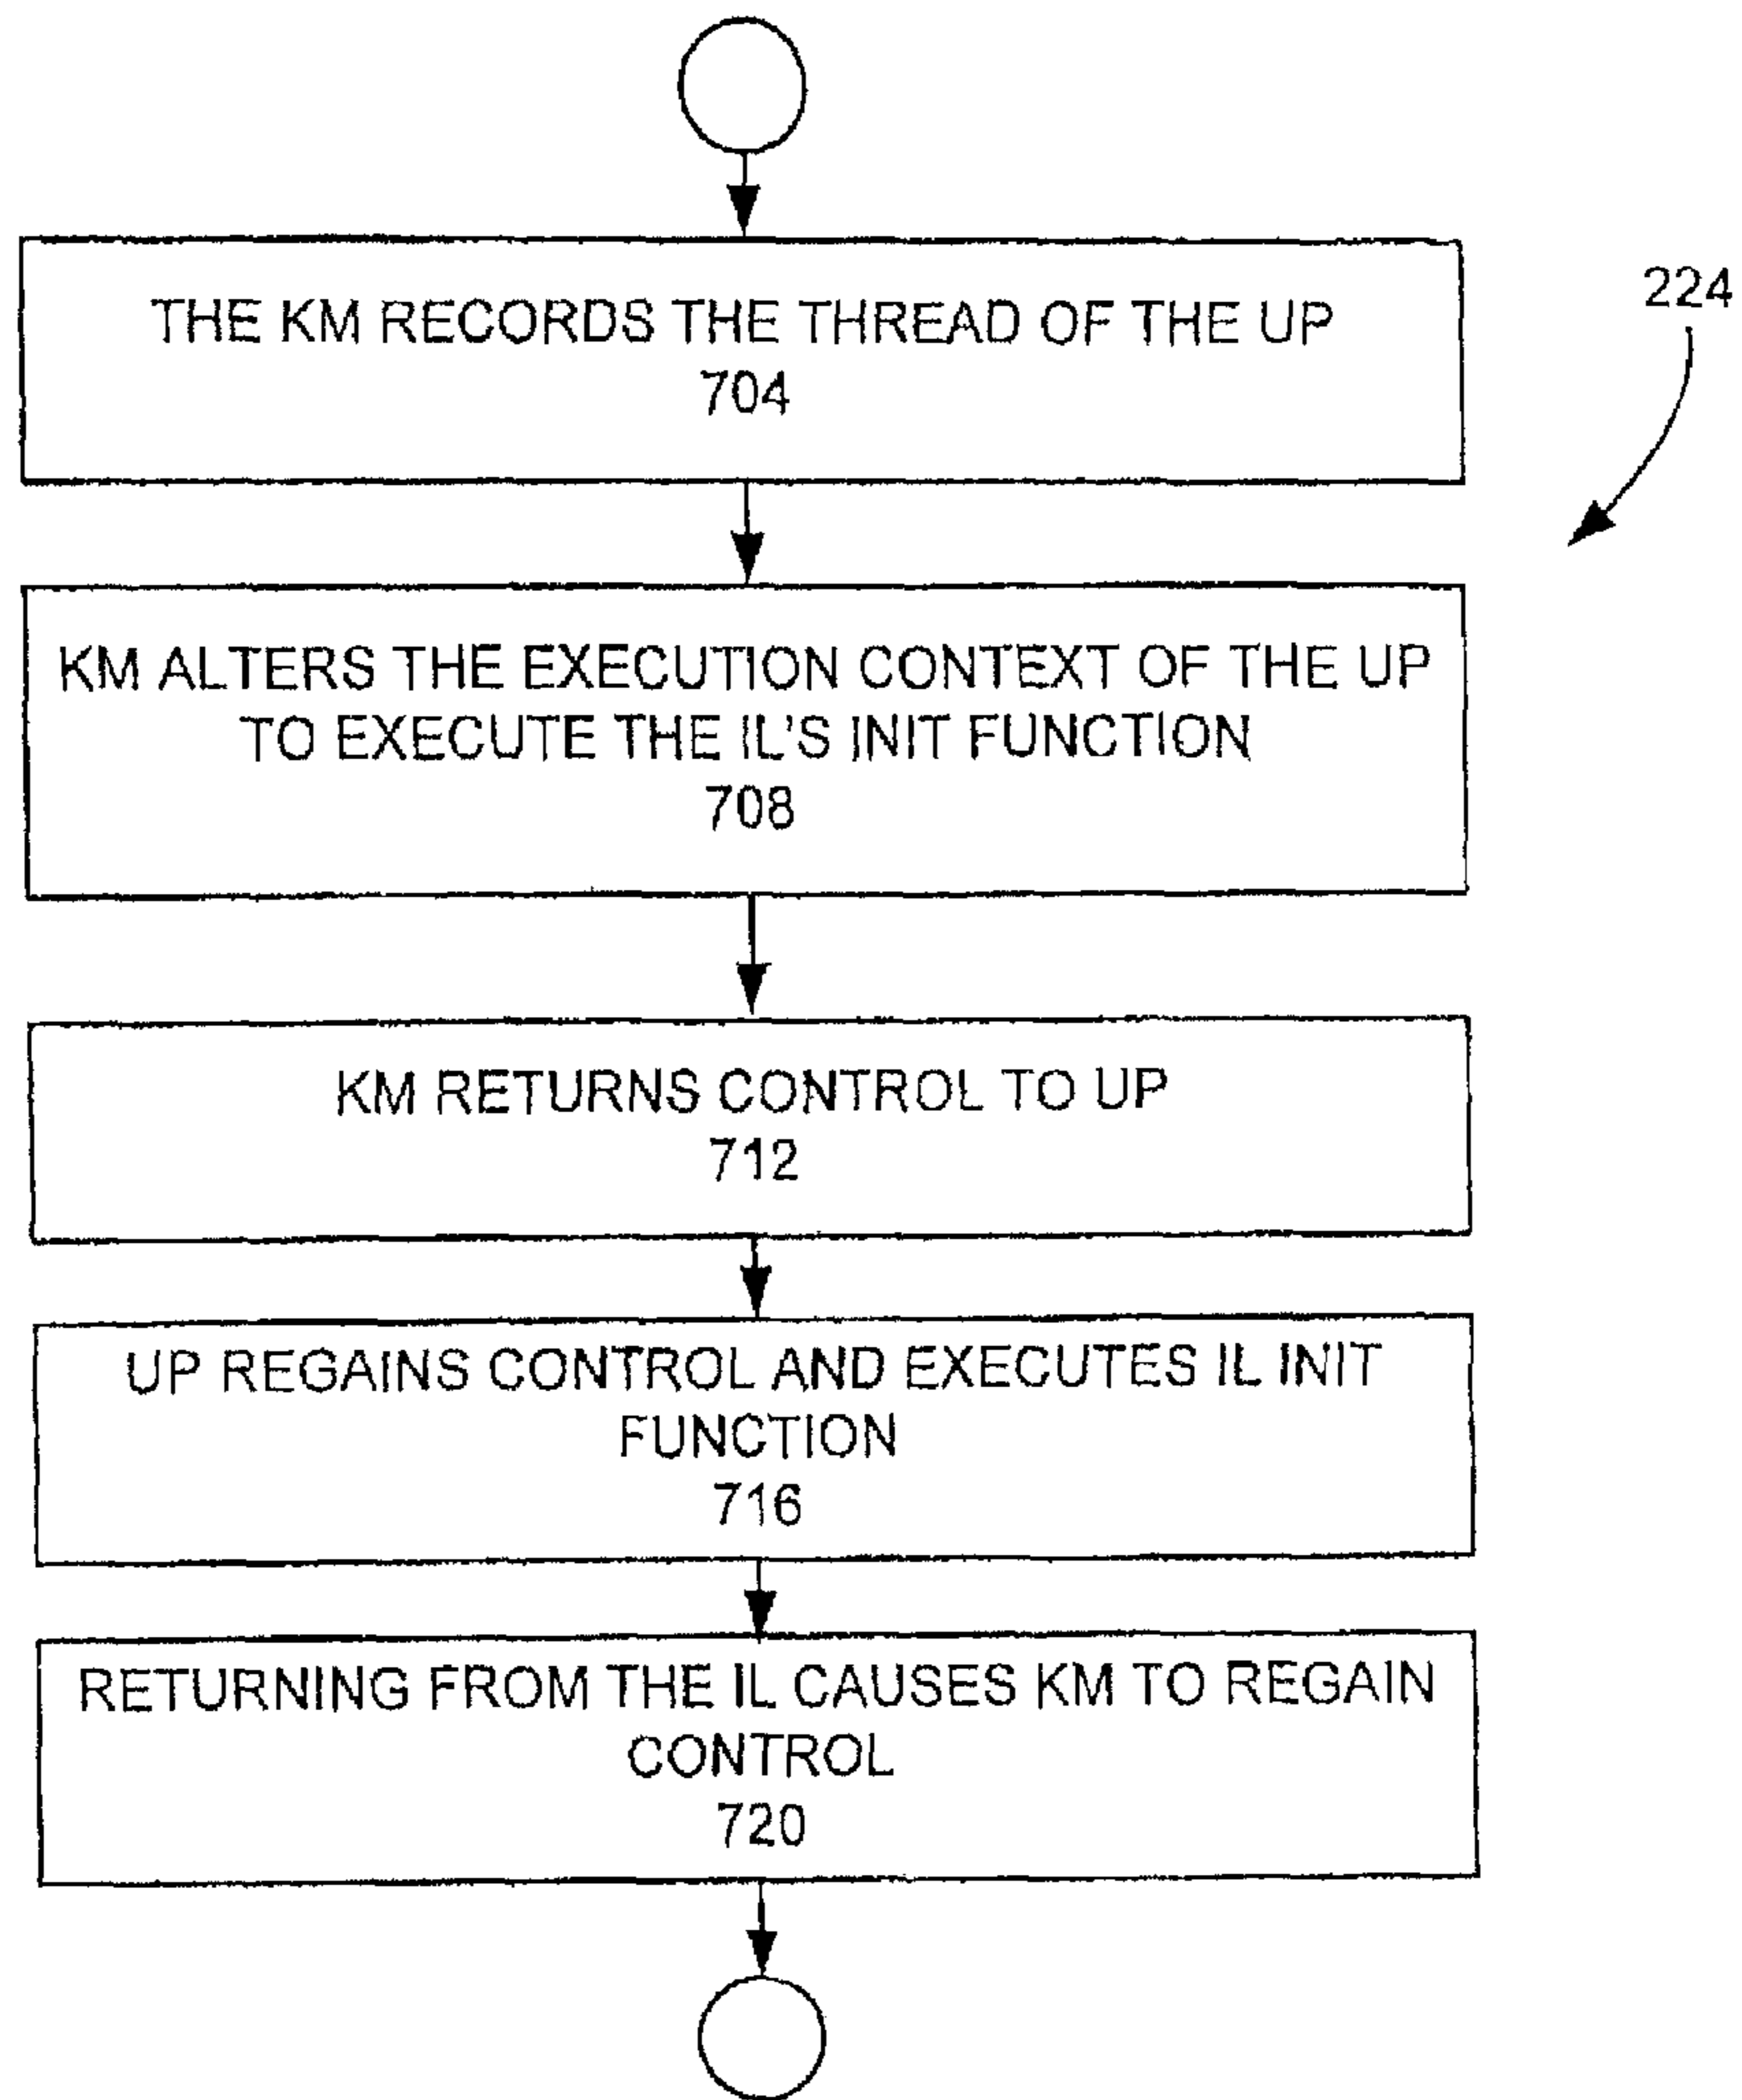 THE KM RECORDS THE THREAD OF THE UP
704
224
KM ALTERS THE EXECUTION CONTEXT OF THE UP
TO EXECUTE THE IL'S INIT FUNCTION
708
KM RETURNS CONTROL TO UP
712
UP REGAINS CONTROL AND EXECUTES IL INIT
FUNCTION
716
RETURNING FROM THE IL CAUSES KM TO REGAIN
CONTROL
720